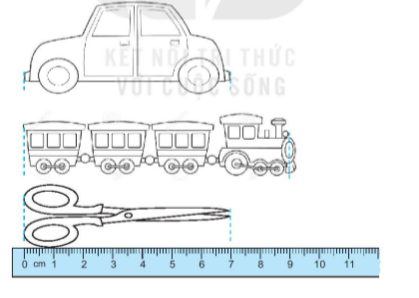 KẾT NỐI TRI THỨC
VỚI CUỘC SỐNG
0 cm 1 2 3 4 5 6 7 8 9 10 11